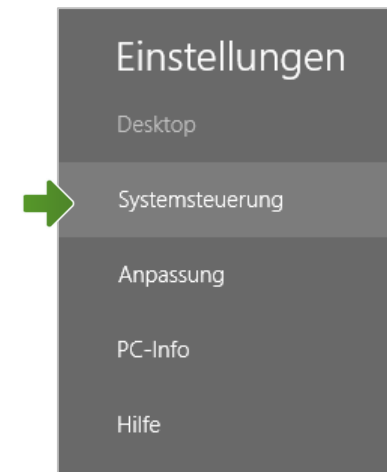 Einstellungen
Desktop
Systemsteuerung
Anpassung
PC-Info
Hilfe